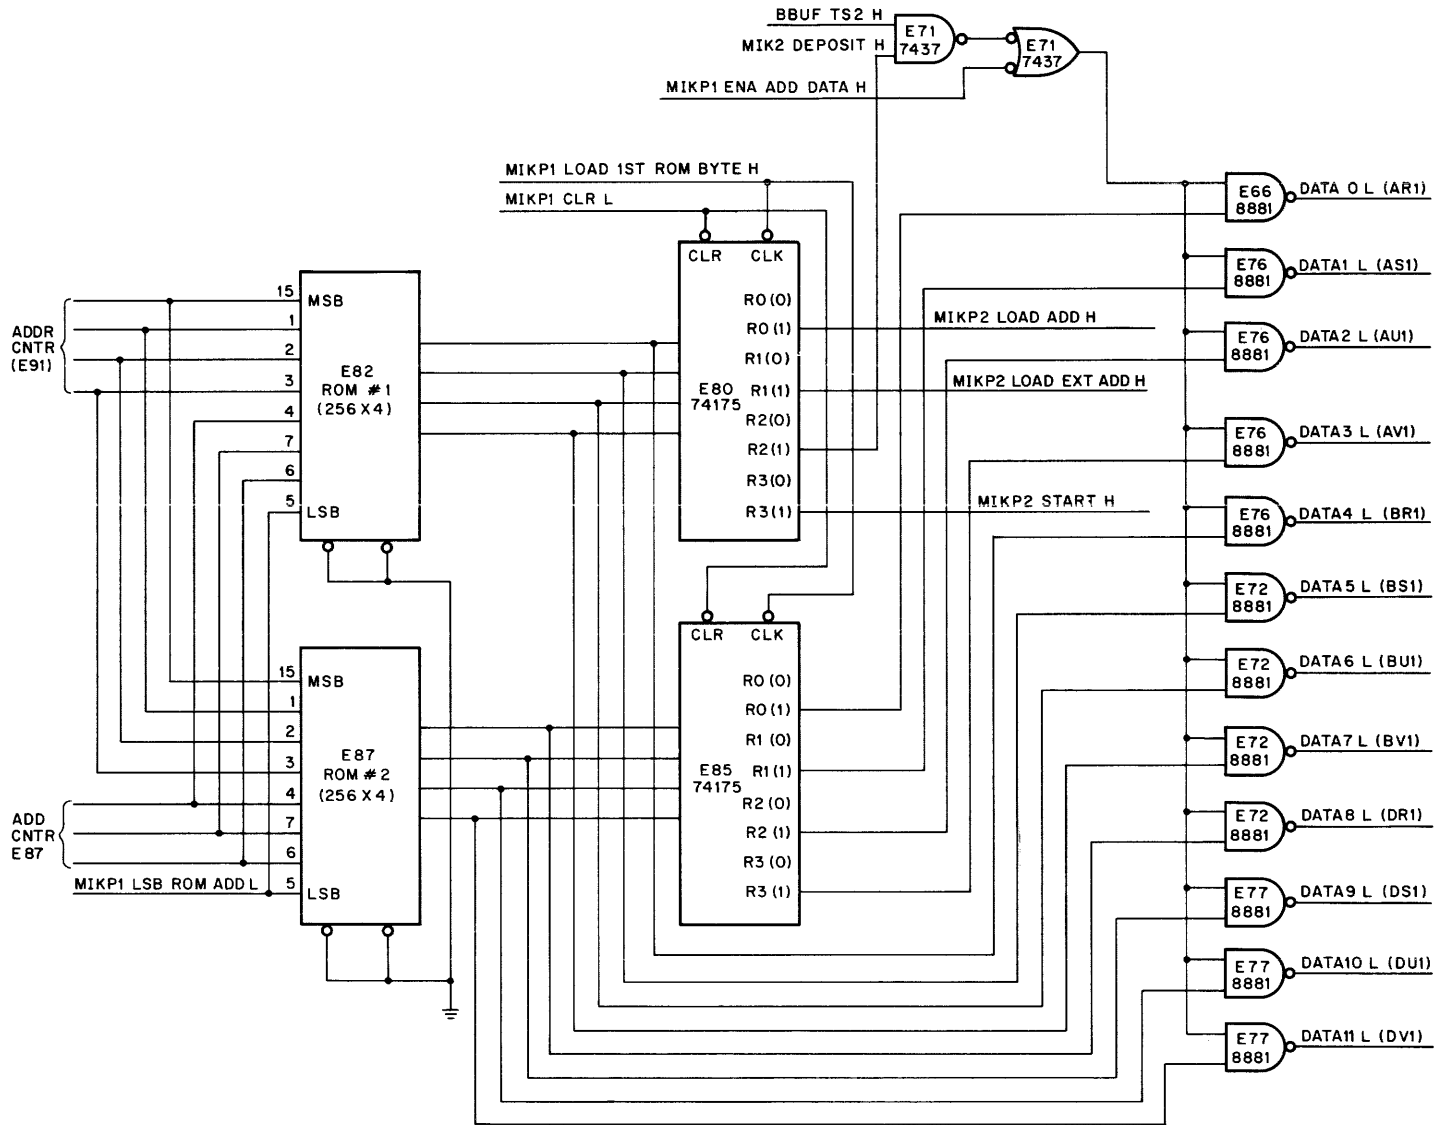 BBUF TS2 H
MIK2 DEPOSIT H
E71
7437
E71
7437
MIKP1 ENA ADD DATA H
MIKP1 LOAD 1ST ROM BYTE H
MIKP1 CLR L
ADDR
CNTR
(E91)
15
1
2
3
4
7
6
5
MSB
LSB
E82
ROM #1
(256 X 4)
CLR CLK
E80
74175
R0(0)
R0(1)
R1(0)
R1(1)
R2(0)
R2(1)
R3(0)
R3(1)
MIKP2 LOAD ADD H
MIKP2 LOAD EXT ADD H
MIKP2 START H
ADD
CNTR
E87
MIKP1 LSB ROM ADD L
15
1
2
3
4
7
6
5
MSB
LSB
E87
ROM #2
(256 X 4)
CLR CLK
E85
74175
R0 (0)
R0(1)
R1 (0)
R1(1)
R2 (0)
R2 (1)
R3 (0)
R3 (1)
E66
8881
DATA 0 L (AR1)
E76
8881
DATA1 L (AS1)
E76
8881
DATA2 L (AU1)
E76
8881
DATA3 L (AV1)
E76
8881
DATA4 L (BR1)
E72
8881
DATA5 L (BS1)
E72
8881
DATA6 L (BU1)
E72
8881
DATA7 L (BV1)
E72
8881
DATA8 L (DR1)
E77
8881
DATA9 L (DS1)
E77
8881
DATA10 L (DU1)
E77
8881
DATA11 L (DV1)